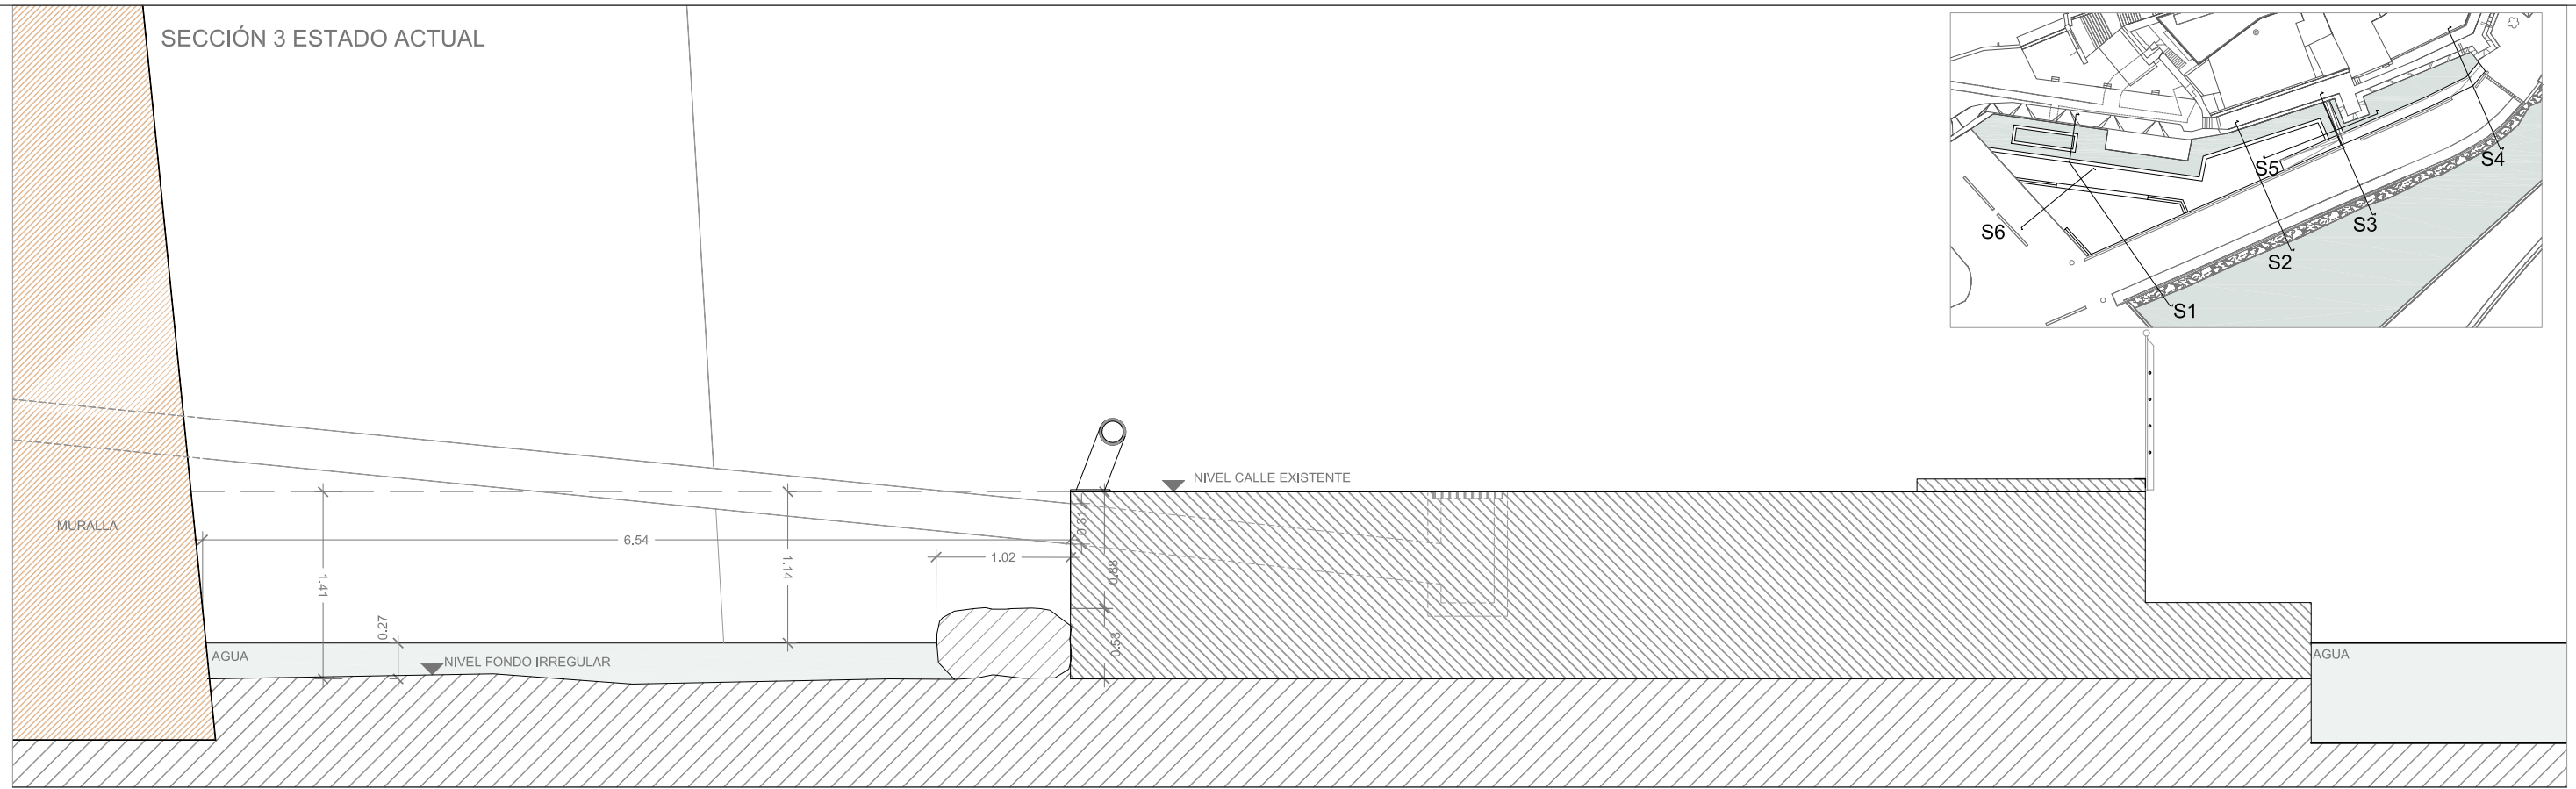 SECCIÓN 3 ESTADO ACTUAL
S5
S4
S6
S3
S2
S1
NIVEL CALLE EXISTENTE
MURALLA
6.54
0.31
1.02
1.14
1.41
0.88
0.27
0.53
AGUA
NIVEL FONDO IRREGULAR
AGUA